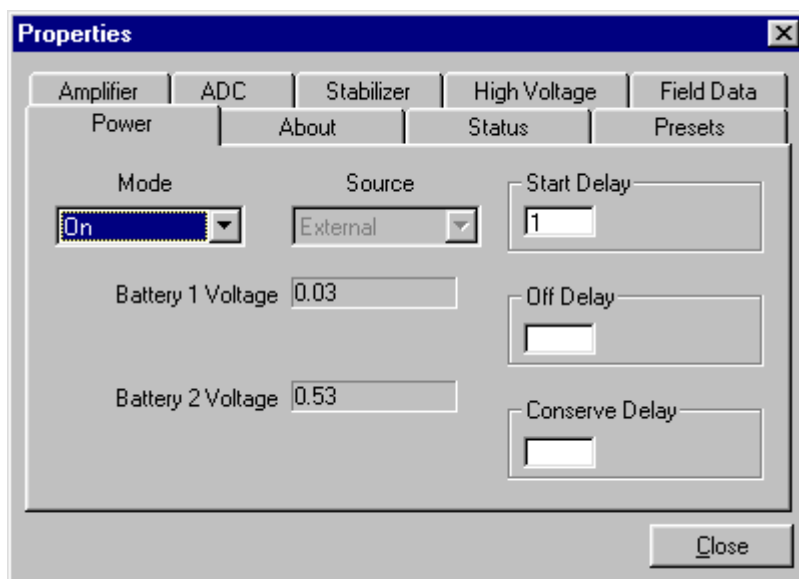 Properties
Amplifier ADC Stabilizer High Voltage Field Data
Power About Status Presets
Mode Source Start Delay
On External 1
Battery 1 Voltage 0.03 Off Delay
Battery 2 Voltage 0.53 Conserve Delay
Close